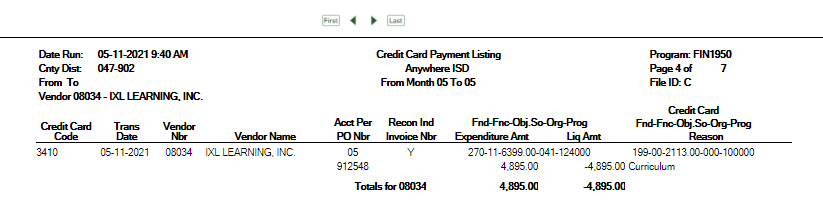 First Last
Date Run: 05-11-2021 9:40 AM Credit Card Payment Listing Program: FIN1950
Cnty Dist: 047-902 Anywhere ISD Page 4 of 7
From To From Month 05 To 05 File ID: C
Vendor 08034 - IXL LEARNING, INC.
Credit Card
Acct Per Recon Ind Fnd-Fnc-Obj.So-Org-Prog Fnd-Fnc-Obj.So-Org-Prog
Credit Card Trans Vendor
Code Date Nbr Vendor Name PO Nbr Invoice Nbr Expenditure Amt Liq Amt Reason
3410 05-11-2021 08034 IXL LEARNING, INC. 05 Y 270-11-6399.00-041-124000 199-00-2113.00-000-100000
912548 4,895.00 -4,895.00 Curriculum
Totals for 08034 4,895.00 -4,895.00